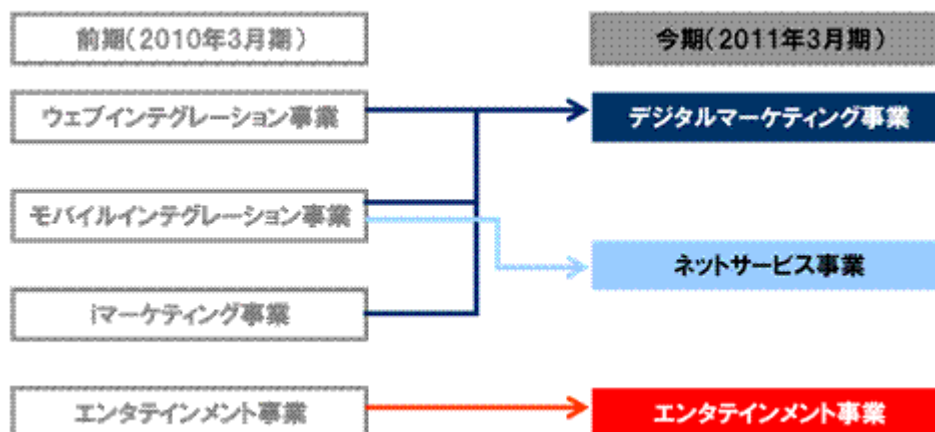 前期(2010年3月期)
今期(2011年3月期)
ウェブインテグレーション事業
デジタルマーケティング事業
モバイルインテグレーション事業
ネットサービス事業
iマーケティング事業
エンタテインメント事業
エンタテインメント事業